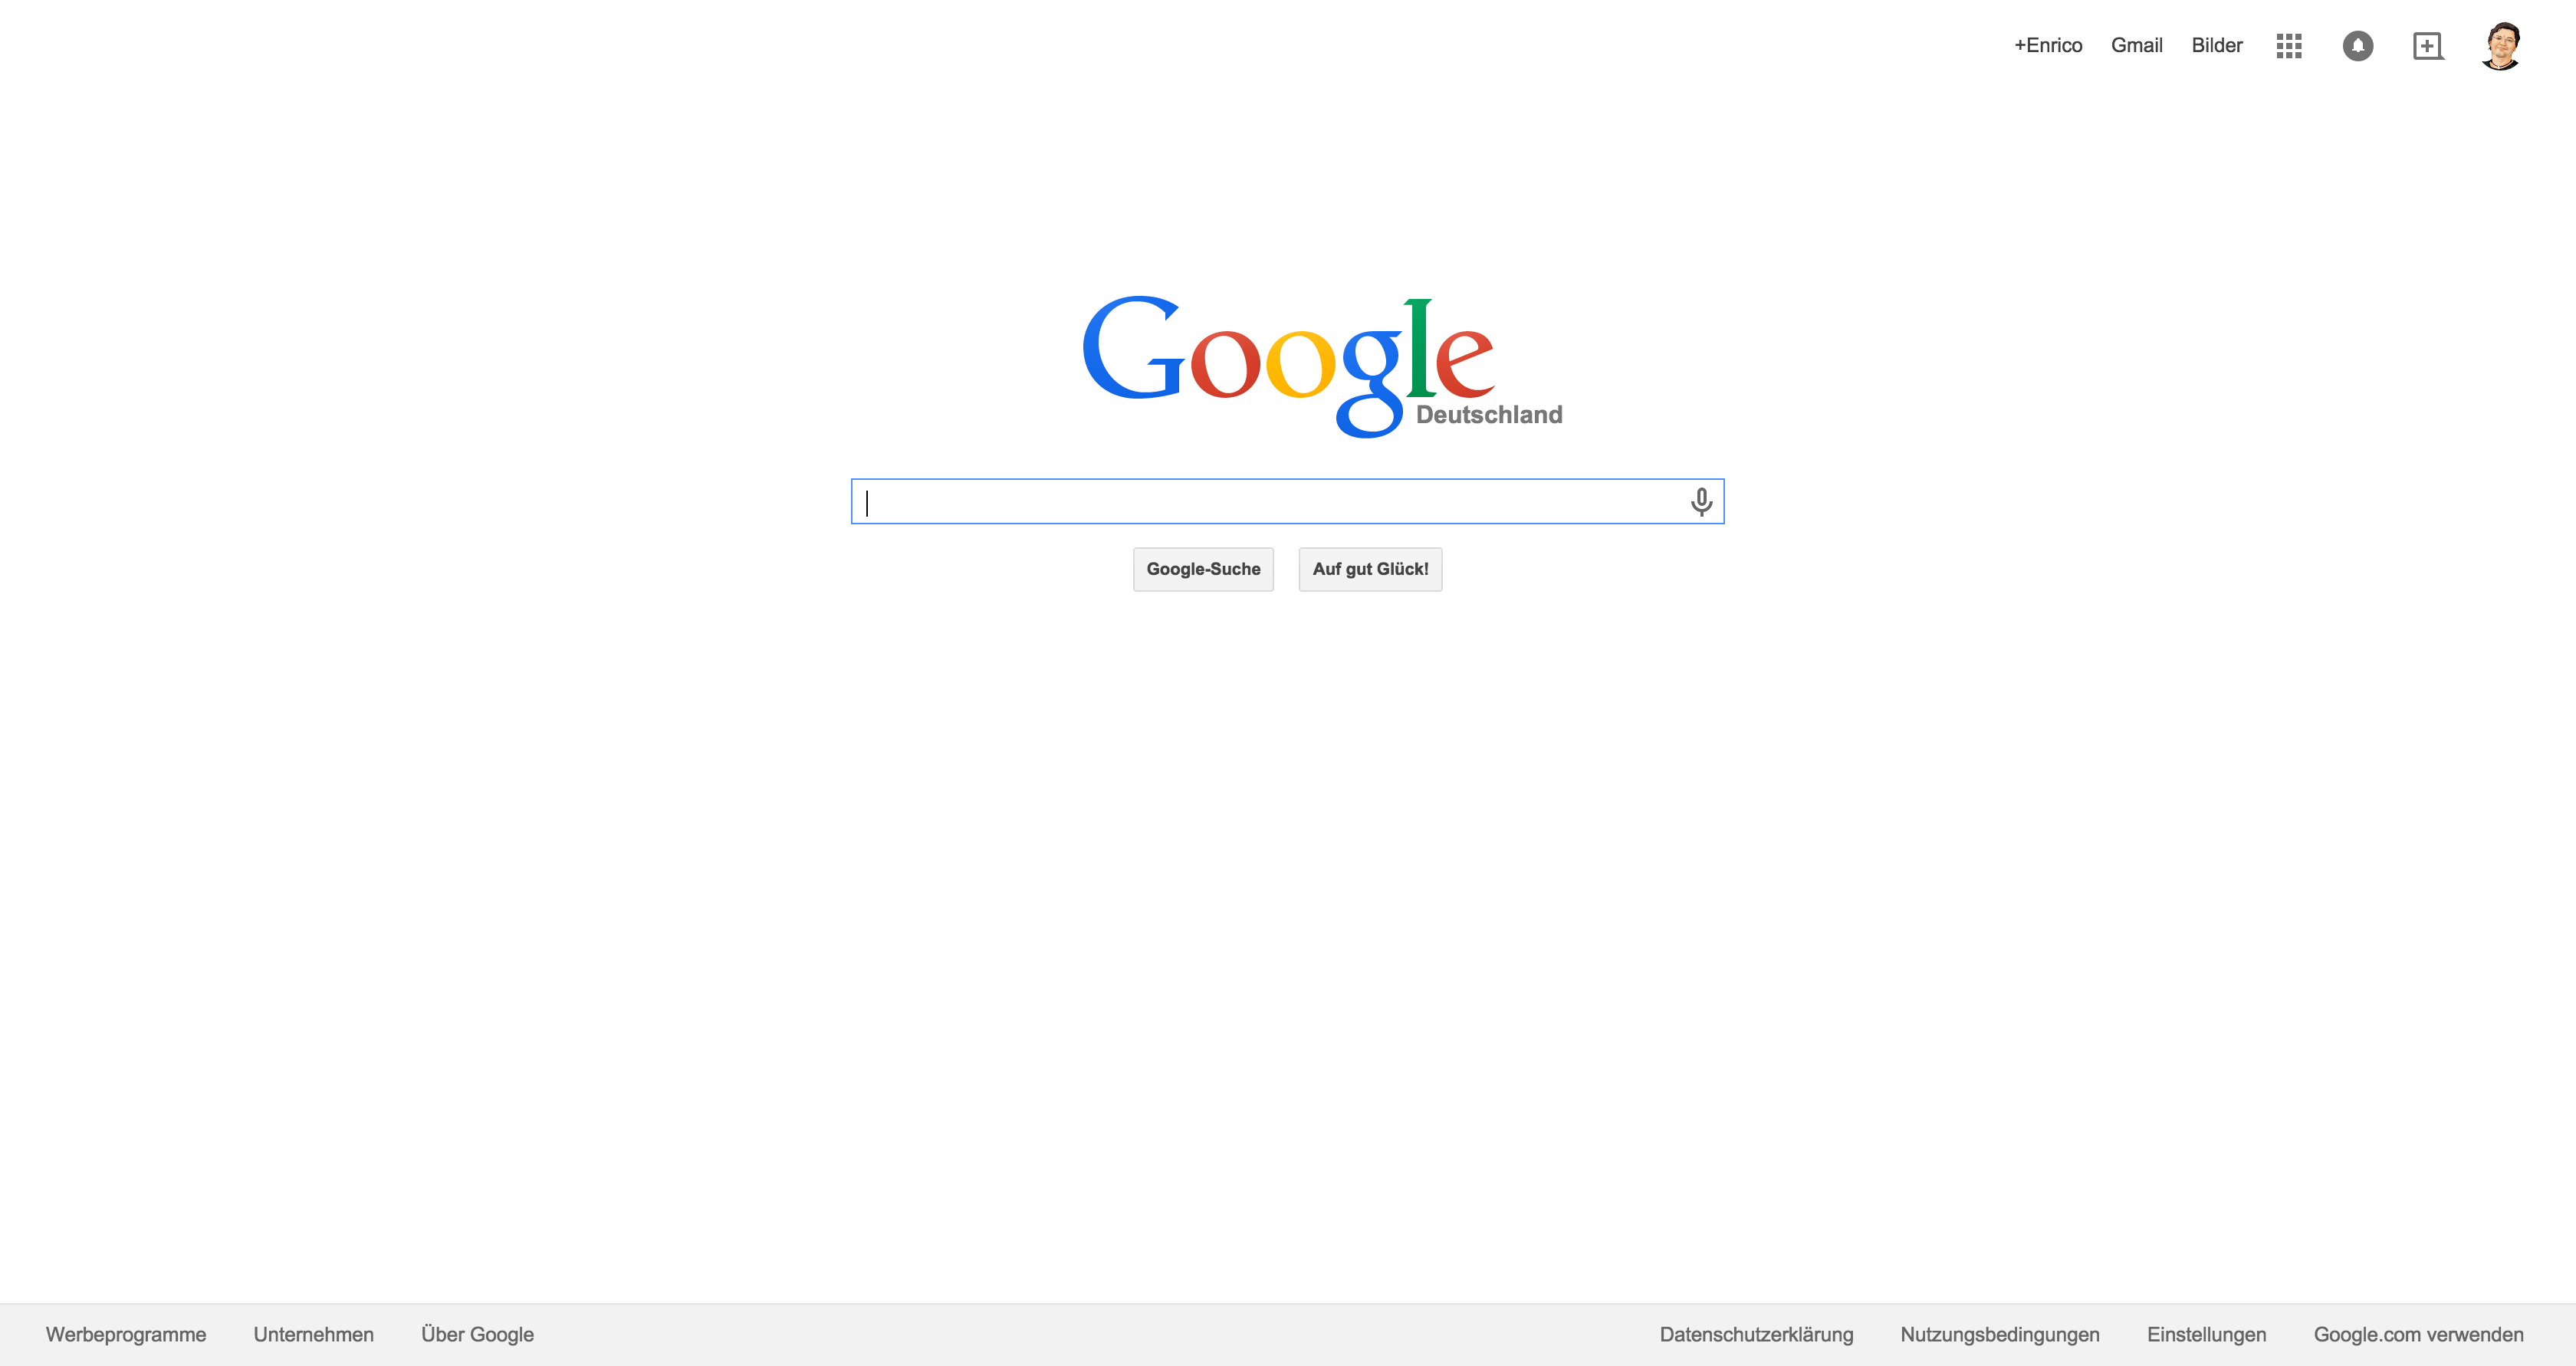 +Enrico Gmail Bilder
Google
Deutschland
Google-Suche Auf gut Glück!
Werbeprogramme Unternehmen Über Google Datenschutzerklärung Nutzungsbedingungen Einstellungen Google.com verwenden